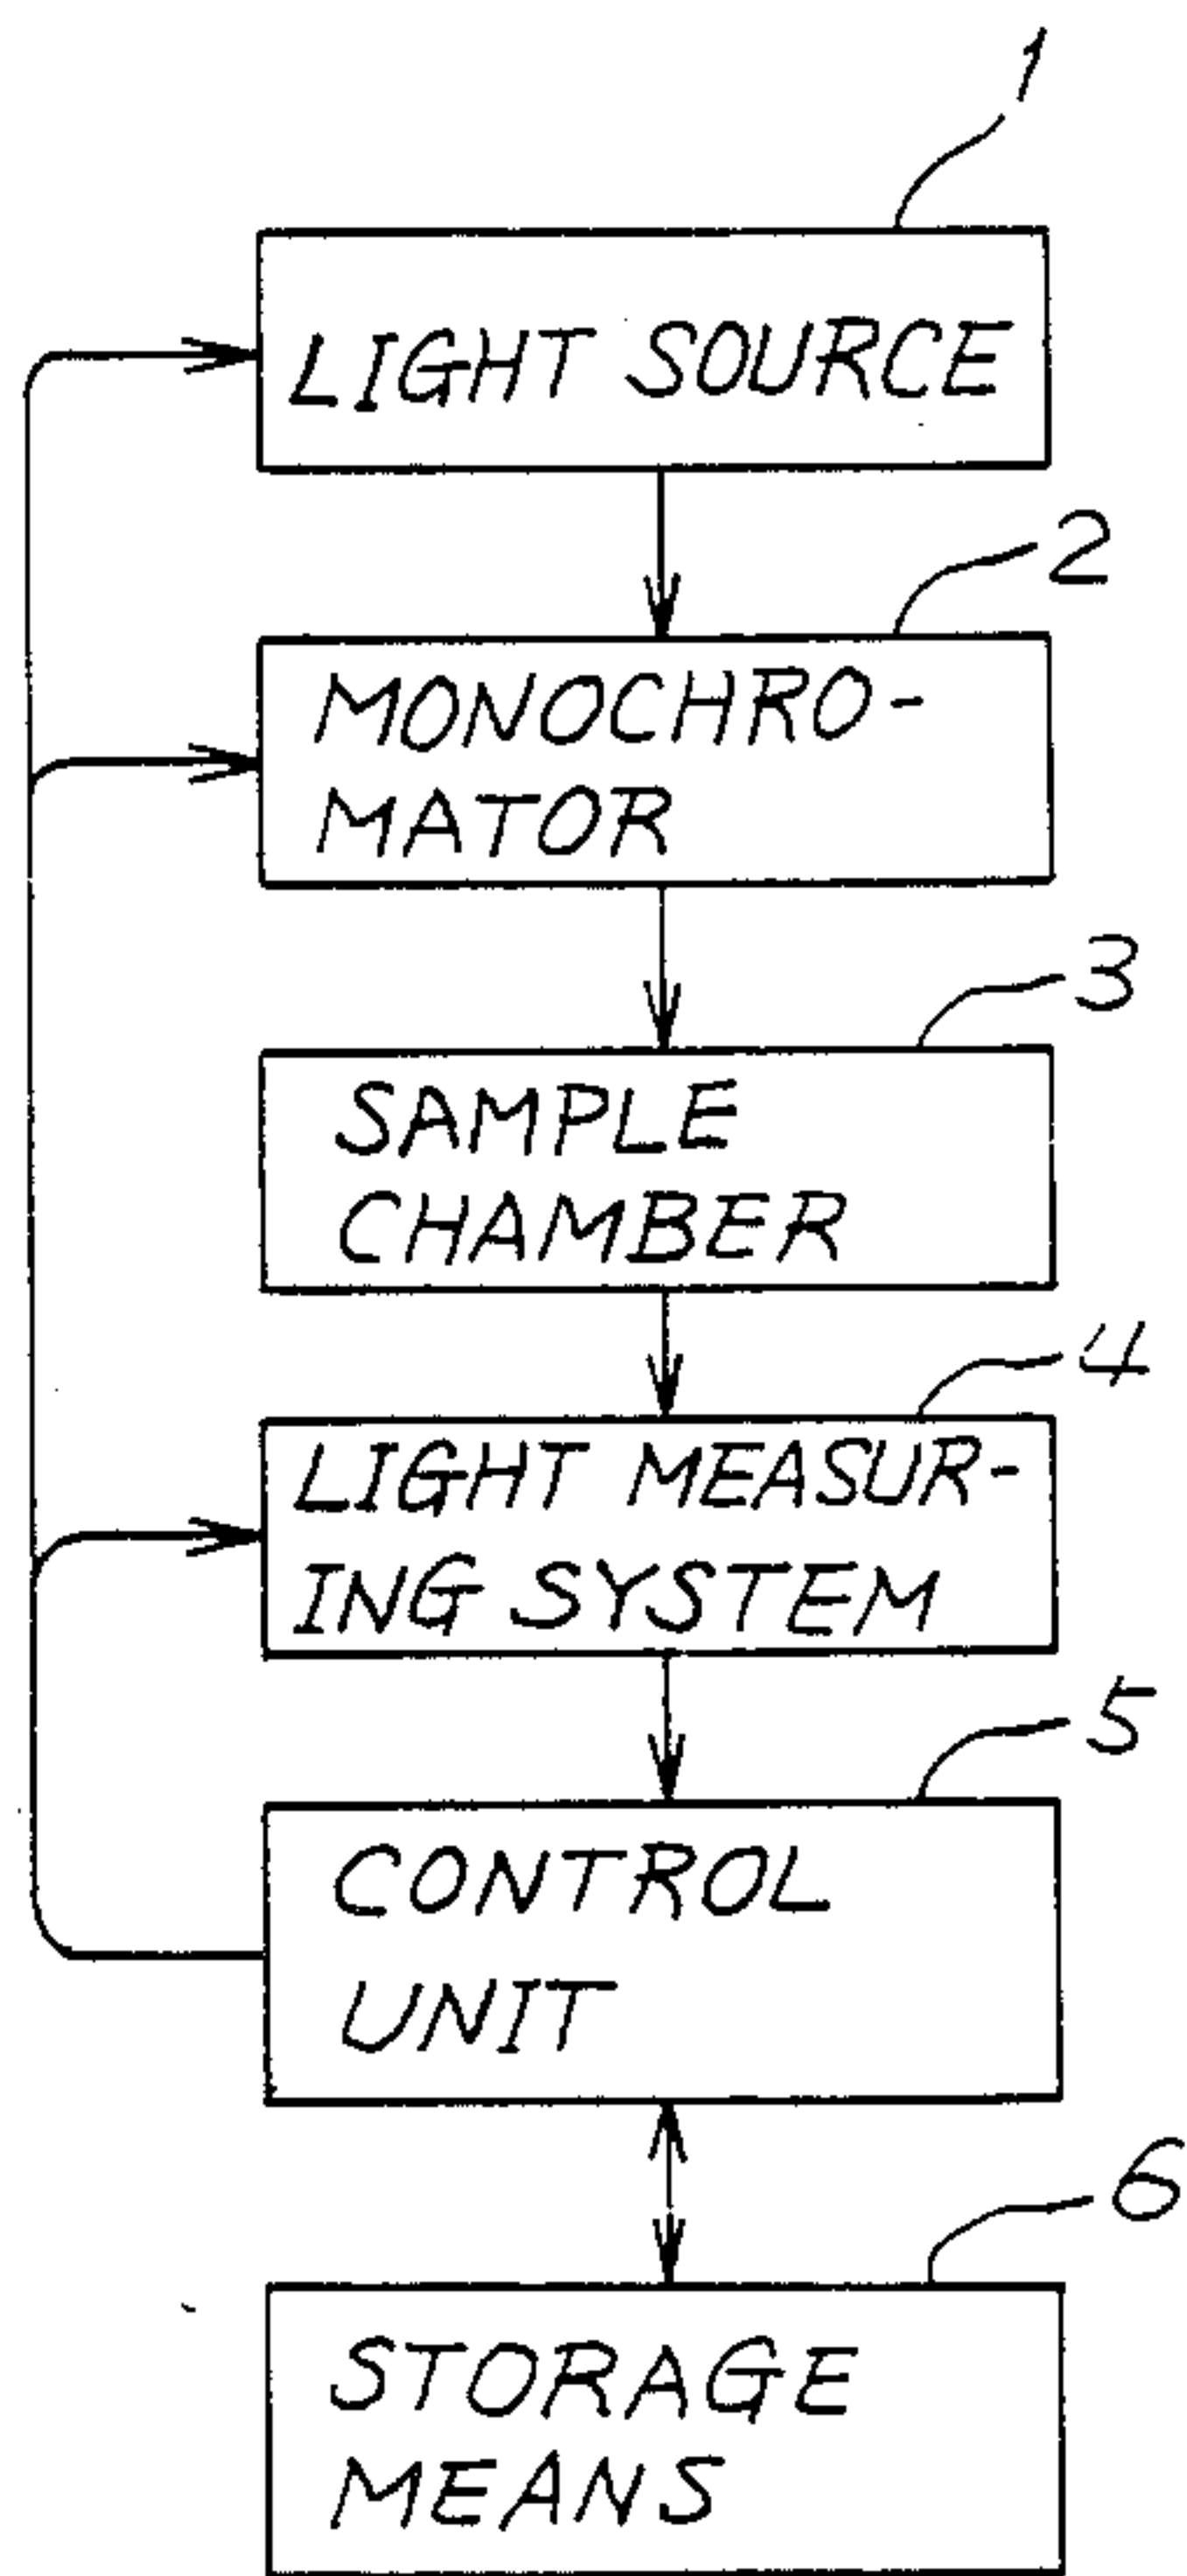 1
LIGHT SOURCE
2
MONOCHRO-
MATOR
3
SAMPLE
CHAMBER
4
LIGHT MEASUR-
ING SYSTEM
5
CONTROL
UNIT
6
STORAGE
MEANS